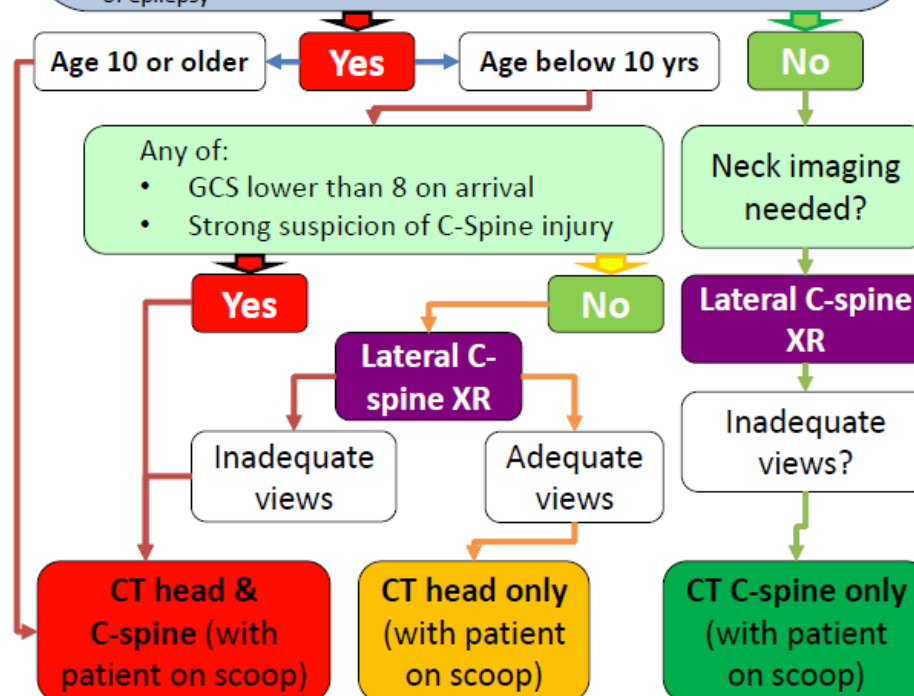 of epilepsy
Age 10 or older
Yes
Age below 10 yrs
No
Any of:
• GCS lower than 8 on arrival
• Strong suspicion of C-Spine injury
Neck imaging
needed?
Yes
No
Lateral C-spine
XR
Lateral C-
spine XR
Inadequate
views
Adequate
views
Inadequate
views?
CT head &
C-spine (with
patient on scoop)
CT head only
(with patient
on scoop)
CT C-spine only
(with patient
on scoop)